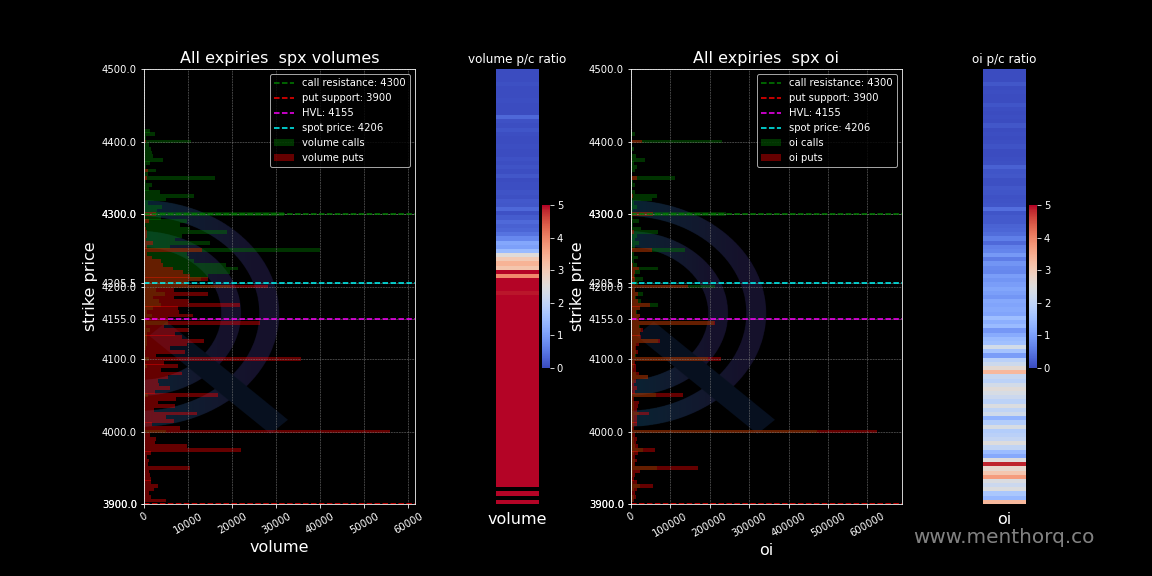 All expiries  spx volumes
volume p/c ratio
All expiries  spx oi
oi p/c ratio
call resistance: 4300
put support: 3900
HVL: 4155
spot price: 4206
volume calls
volume puts
call resistance: 4300
put support: 3900
HVL: 4155
spot price: 4206
oi calls
oi puts
strike price
4500.0
4400.0
4300.0
4205.5
4200.0
4155.0
4100.0
4000.0
3900.0
0
10000
20000
30000
40000
50000
60000
volume
5
4
3
2
1
0
volume
strike price
4500.0
4400.0
4300.0
4205.5
4200.0
4155.0
4100.0
4000.0
3900.0
0
100000
200000
300000
400000
500000
600000
oi
5
4
3
2
1
0
oi
www.menthorq.co